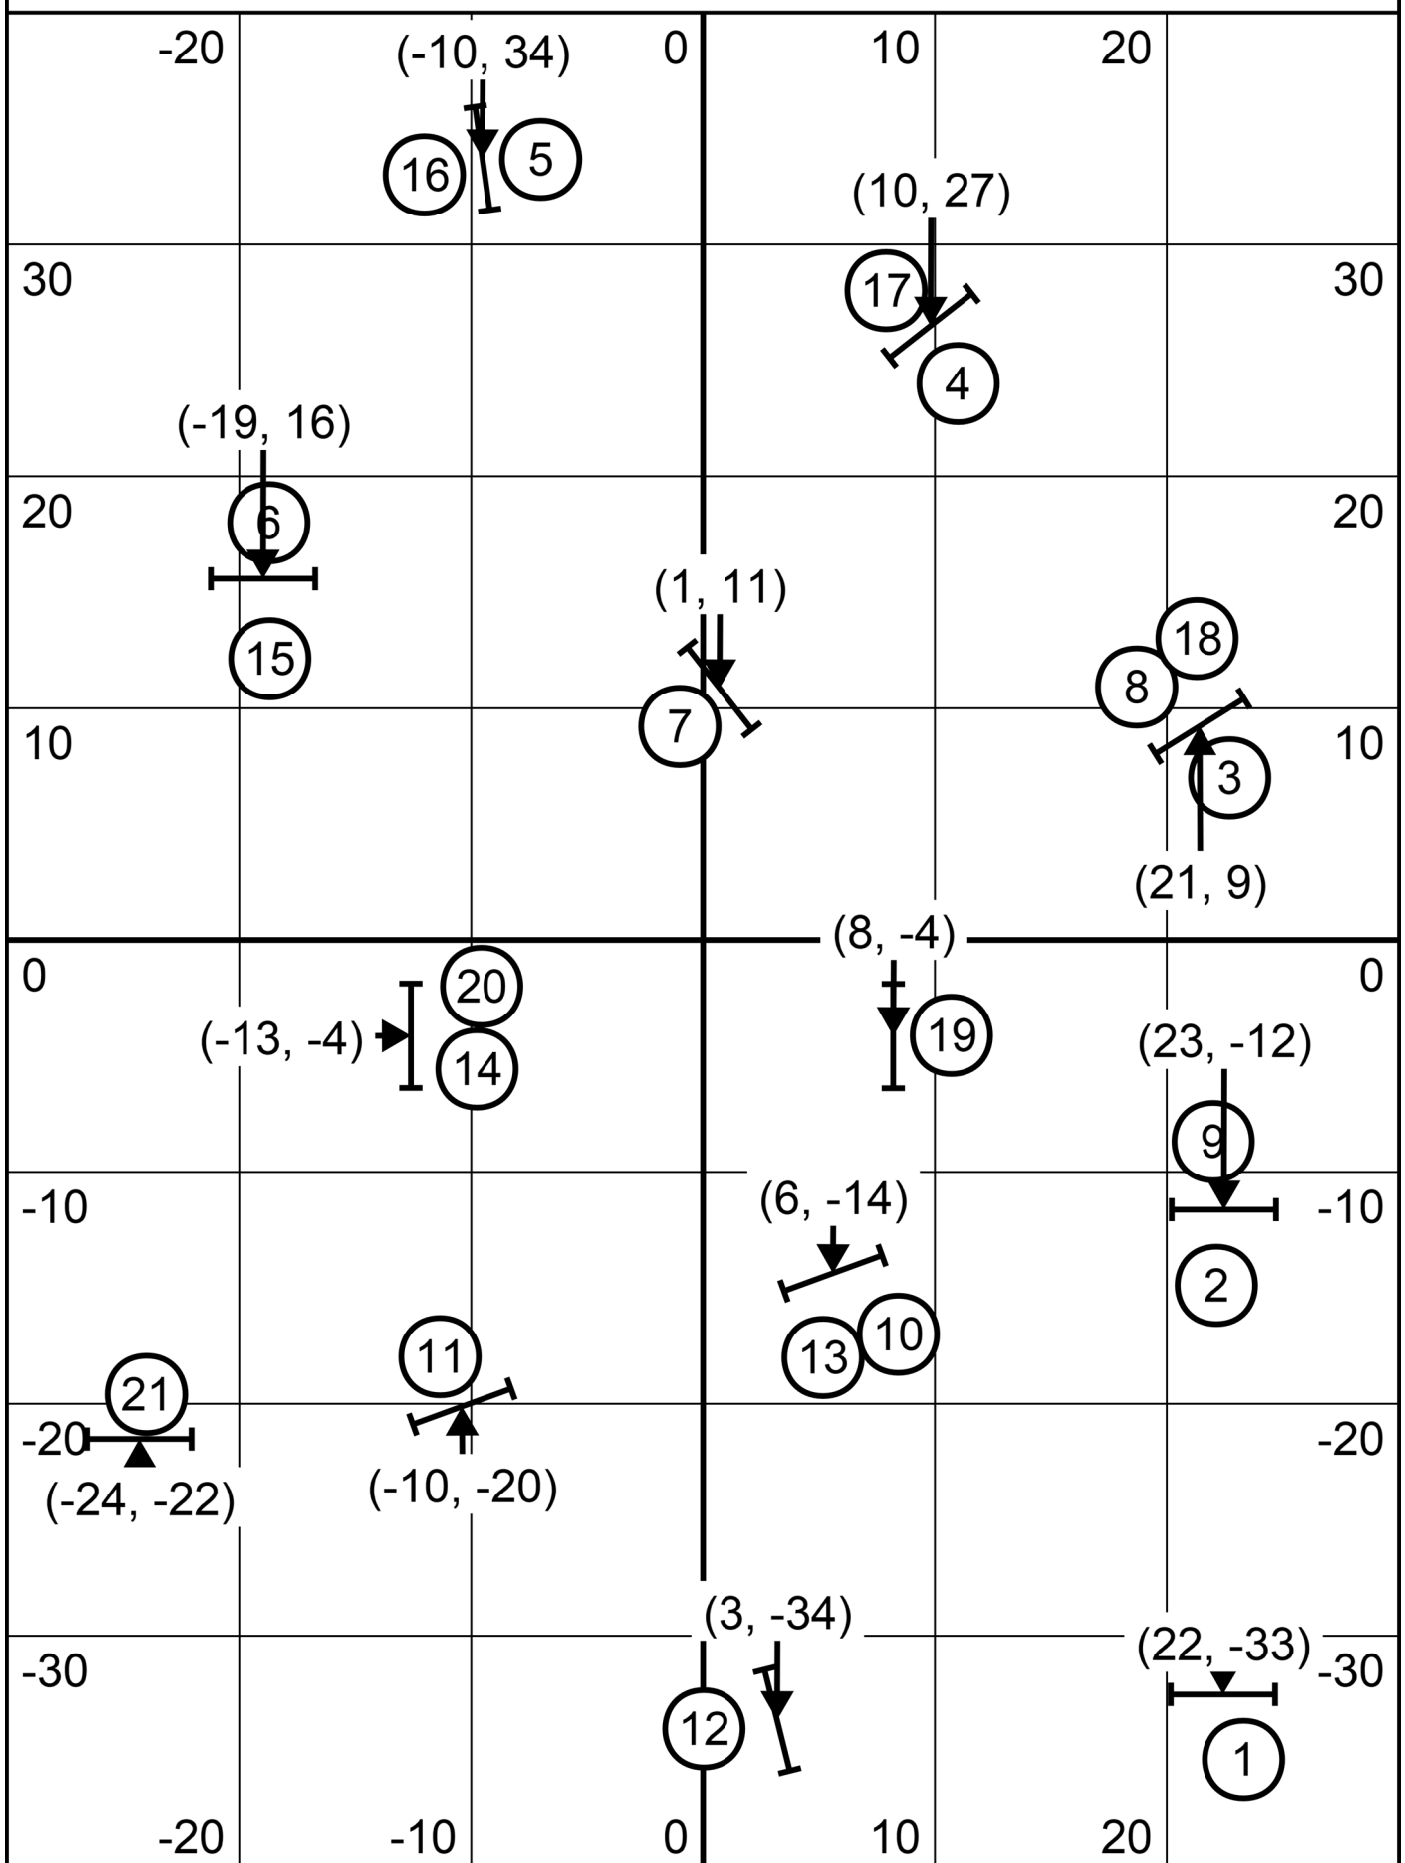 -20 0 10 20
(-10, 34)
16 5
(10, 27)
30 17 30
4
(-19, 16)
20 6 20
(1, 11)
15 18
8
7
10 3 10
(21, 9)
(8, -4)
0 20 0
(-13, -4) 19 (23, -12)
14
9
-10 (6, -14) -10
2
11 13 10
21
-20 -20
(-24, -22) (-10, -20)
(3, -34)
-30 (22, -33) -30
12
1
-20 -10 0 10 20